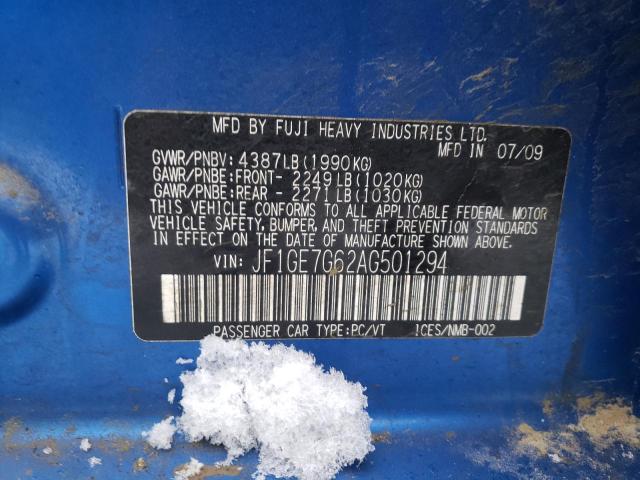 MFD BY FUJI HEAVY INDUSTRIES LTD.
MFD IN 07/09
GVWR/PNBV: 4387LB (1990KG)
GAWR/PNBE:FRONT- 2249LB (1020KG)
GAWR/PNBE:REAR - 2271LB (1030KG)
THIS VEHICLE CONFORMS TO ALL APPLICABLE FEDERAL MOTOR
VEHICLE SAFETY, BUMPER, AND THEFT PREVENTION STANDARDS
IN EFFECT ON THE DATE OF MANUFACTURE SHOWN ABOVE.
VIN: JF1GE7G62AG501294
PASSENGER CAR TYPE:PC/VT ICES/NMB-002